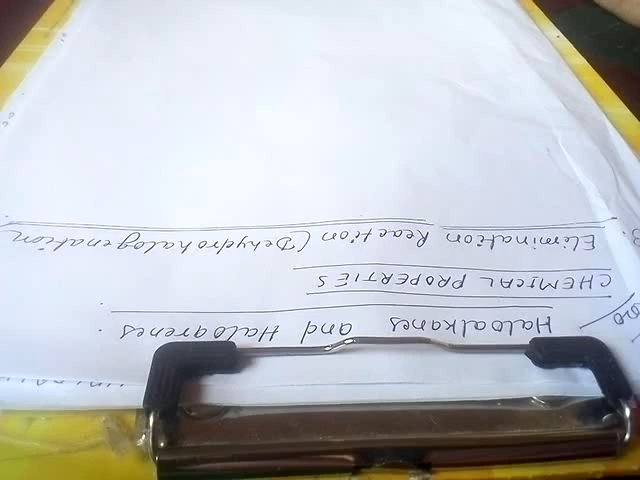 Haloalkanes and Haloarenes.
CHEMICAL PROPERTIES
Elimination Reaction (Dehydrohalogenation